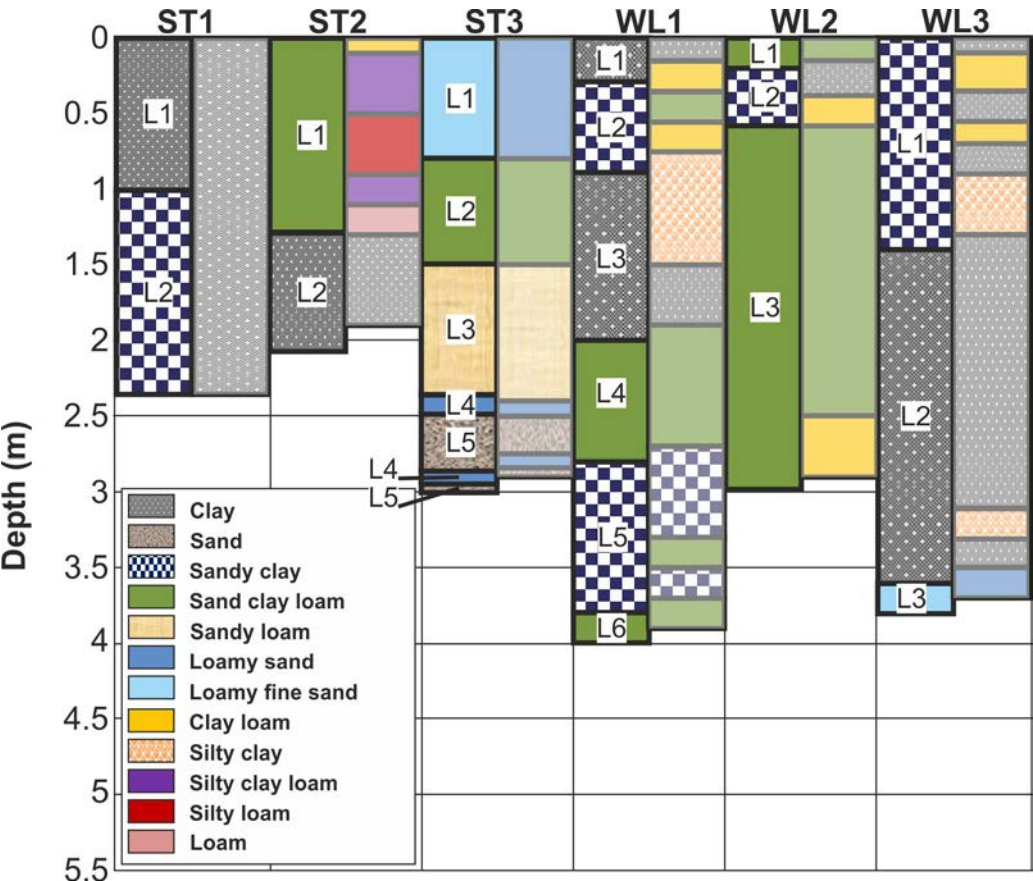 ST1 ST2 ST3 WL1 WL2 WL3
Depth (m)
0
0.5
1
1.5
2
2.5
3
3.5
4
4.5
5
5.5
L1
L2
L1
L2
L1
L2
L3
L4
L5
L4
L5
L1
L2
L3
L4
L5
L6
L1
L2
L3
L1
L2
L3
Clay
Sand
Sandy clay
Sand clay loam
Sandy loam
Loamy sand
Loamy fine sand
Clay loam
Silty clay
Silty clay loam
Silty loam
Loam